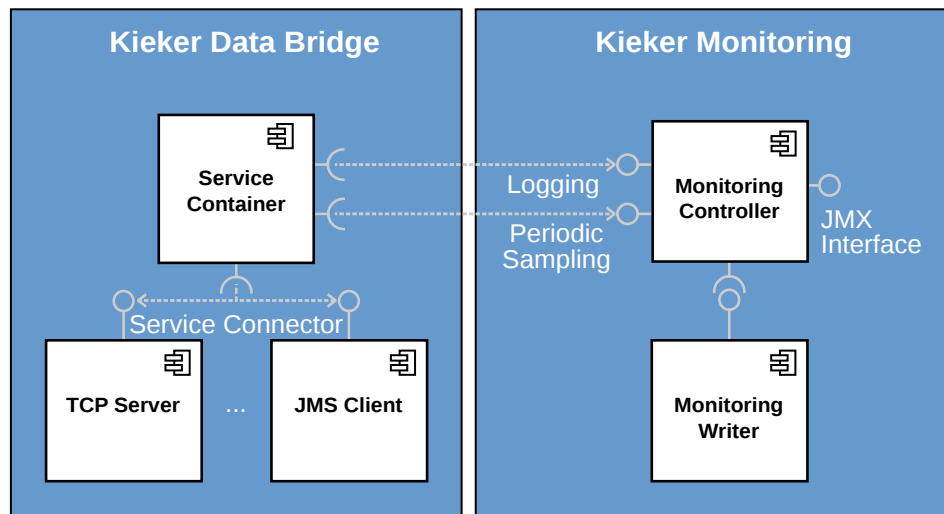 Kieker Data Bridge
Service
Container
Service Connector
TCP Server
...
JMS Client
Kieker Monitoring
Logging
Periodic
Sampling
Monitoring
Controller
JMX
Interface
Monitoring
Writer